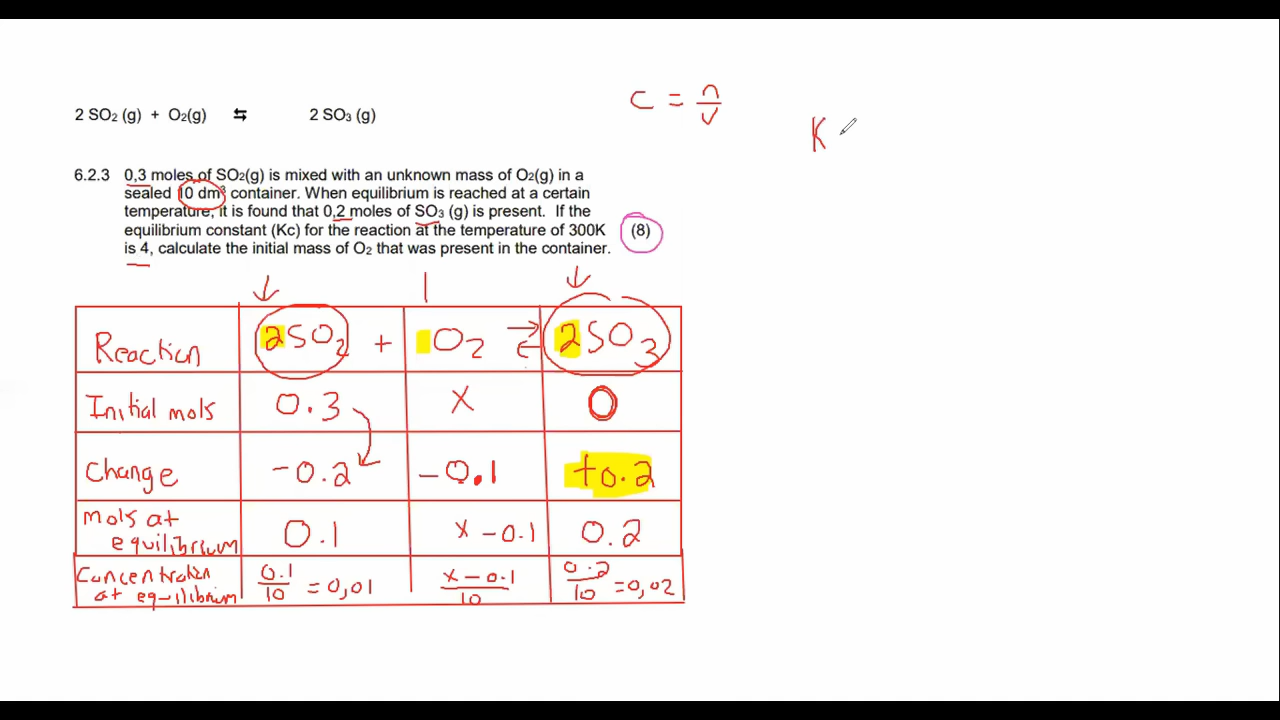 2 SO₂ (g) + O₂(g) ⇆ 2 SO₃ (g)
C = n/v
K
6.2.3 0,3 moles of SO₂(g) is mixed with an unknown mass of O₂(g) in a
sealed 10 dm³ container. When equilibrium is reached at a certain
temperature, it is found that 0,2 moles of SO₃ (g) is present. If the
equilibrium constant (Kc) for the reaction at the temperature of 300K (8)
is 4, calculate the initial mass of O₂ that was present in the container.
1
Reaction 2SO₂ + 1O₂ ⇌ 2SO₃
Initial mols 0.3 x 0
Change -0.2 -0.1 +0.2
Mols at
equilibrium 0.1 x - 0.1 0.2
Concentration
at equilibrium 0.1/10 = 0,01 x - 0.1/10 0.2/10 = 0,02